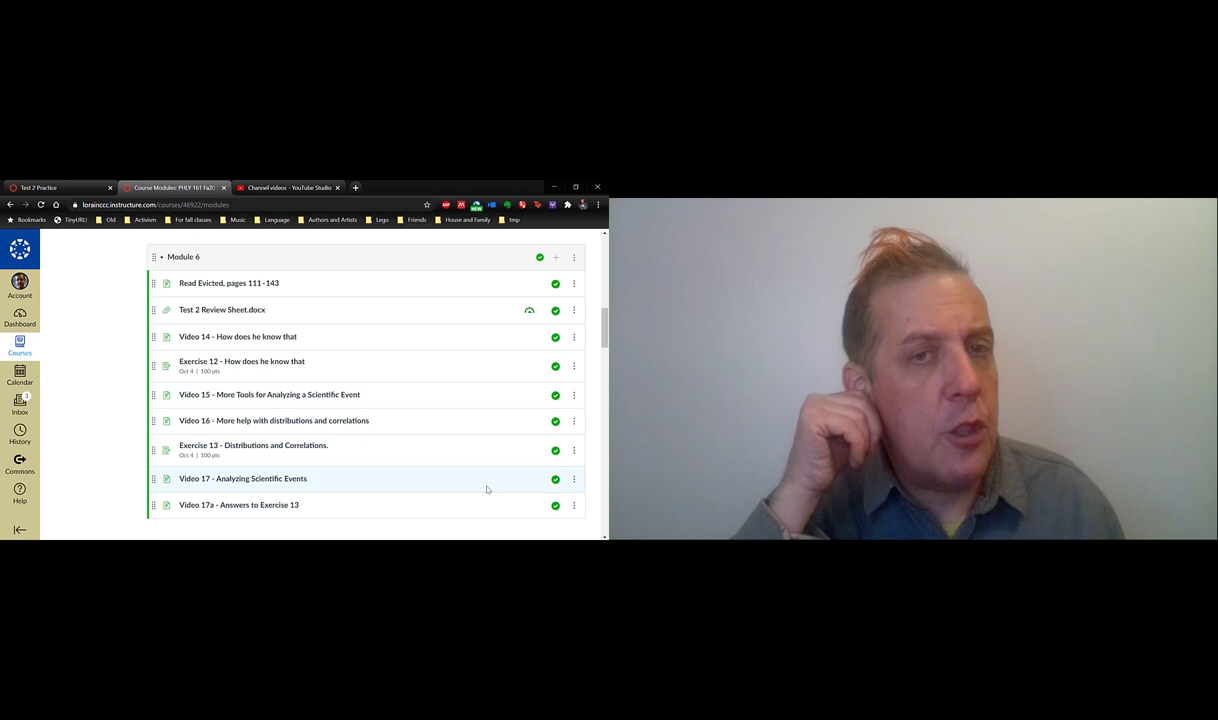 Test 2 Practice
Course Modules: PHLY 161 Fa20
Channel videos - YouTube Studio
lorainccc.instructure.com/courses/46922/modules
Bookmarks TinyURL! Old Activism For fall classes Music Language Authors and Artists Lego Friends House and Family tmp
Account
Dashboard
Courses
Calendar
3
Inbox
History
Commons
Help
Module 6
Read Evicted, pages 111–143
Test 2 Review Sheet.docx
Video 14 - How does he know that
Exercise 12 - How does he know that
Oct 4 | 100 pts
Video 15 - More Tools for Analyzing a Scientific Event
Video 16 - More help with distributions and correlations
Exercise 13 - Distributions and Correlations.
Oct 4 | 100 pts
Video 17 - Analyzing Scientific Events
Video 17a - Answers to Exercise 13